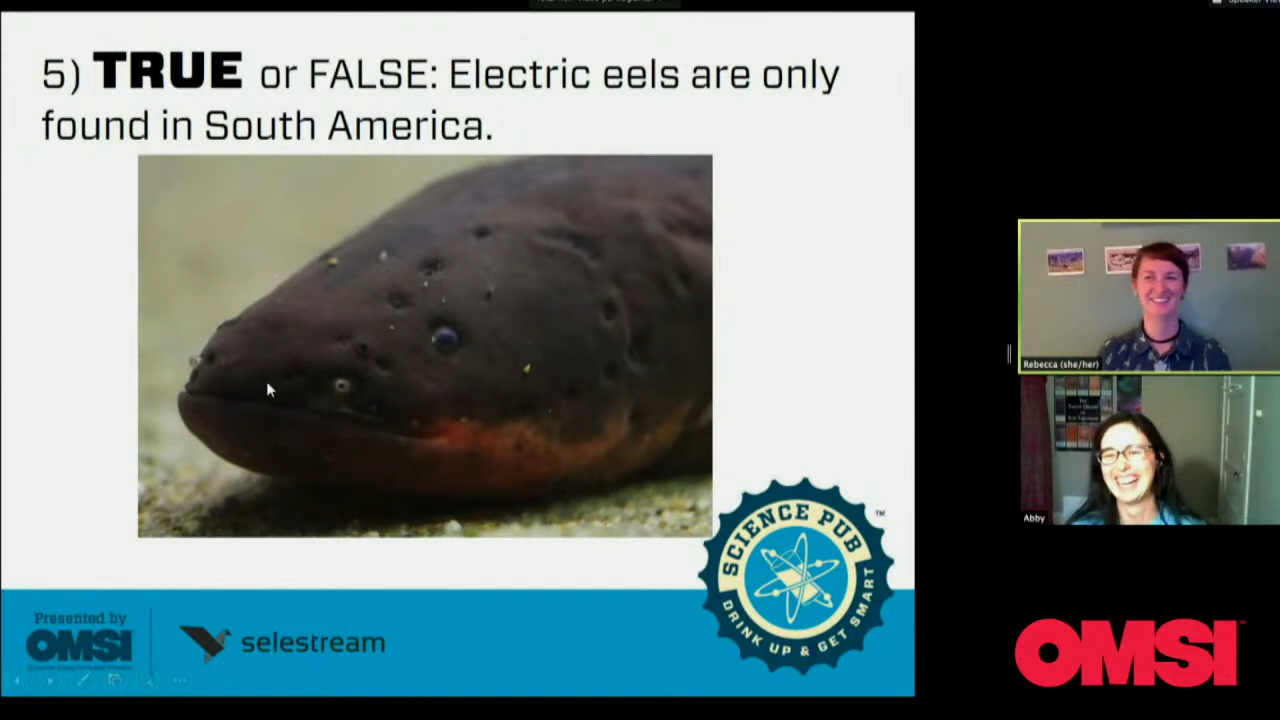 5) TRUE or FALSE: Electric eels are only
found in South America.
Rebecca (she/her)
Abby
SCIENCE PUB
™
DRINK UP & GET SMART
Presented by
OMSI
selestream
OMSI